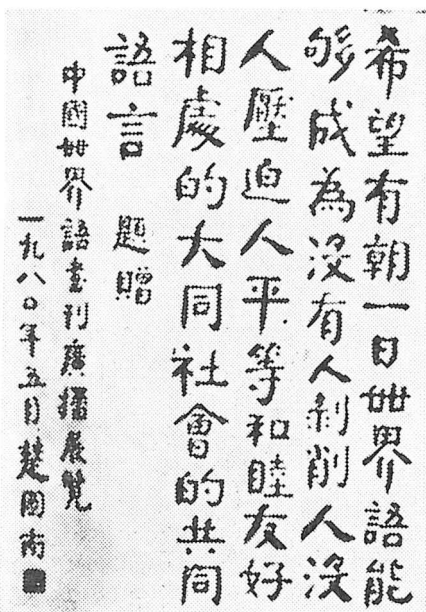 希望有朝一日世界語能
够成為没有人剥削人没
人壓迫人平等和睦友好
相處的大同社會的共同
語言 題贈
中國世界語書刊廣播展覽
一九八〇年五月楚圖南